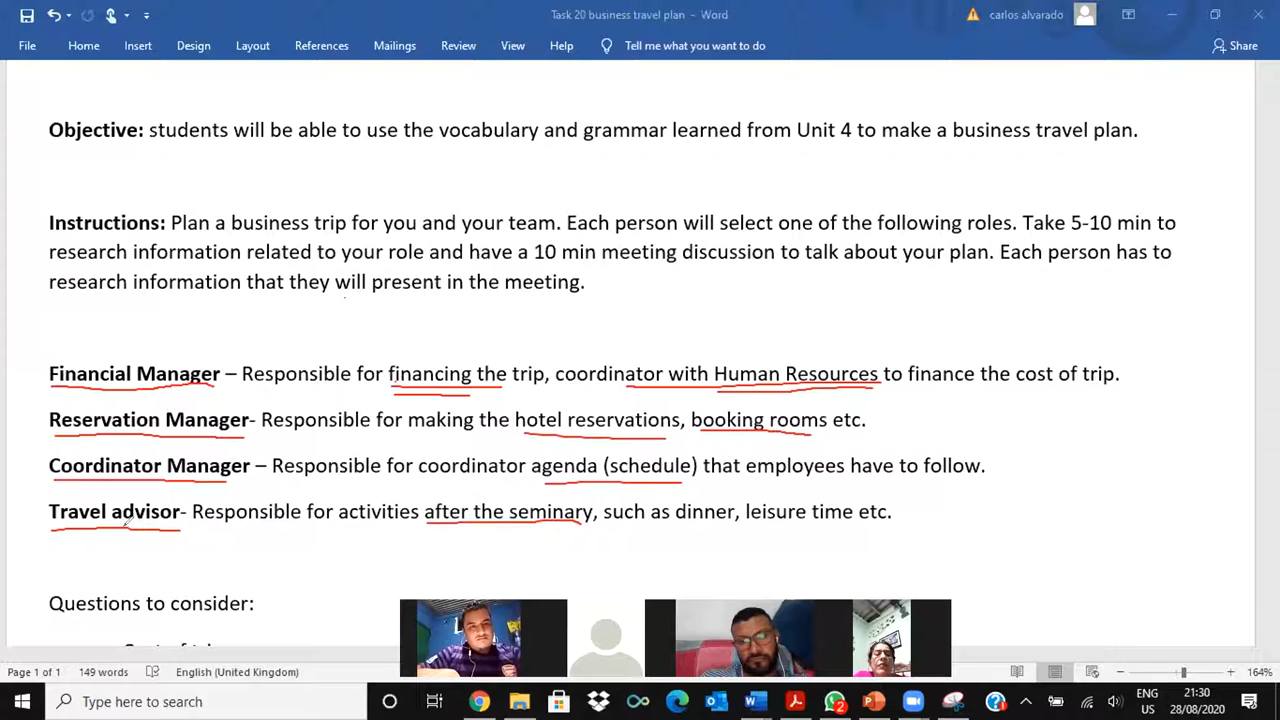 Task 20 business travel plan - Word
carlos alvarado
File Home Insert Design Layout References Mailings Review View Help Tell me what you want to do Share
Objective: students will be able to use the vocabulary and grammar learned from Unit 4 to make a business travel plan.
Instructions: Plan a business trip for you and your team. Each person will select one of the following roles. Take 5-10 min to
research information related to your role and have a 10 min meeting discussion to talk about your plan. Each person has to
research information that they will present in the meeting.
Financial Manager – Responsible for financing the trip, coordinator with Human Resources to finance the cost of trip.
Reservation Manager- Responsible for making the hotel reservations, booking rooms etc.
Coordinator Manager – Responsible for coordinator agenda (schedule) that employees have to follow.
Travel advisor- Responsible for activities after the seminary, such as dinner, leisure time etc.
Questions to consider:
Page 1 of 1 149 words English (United Kingdom) 164%
Type here to search
2
ENG 21:30
US 28/08/2020